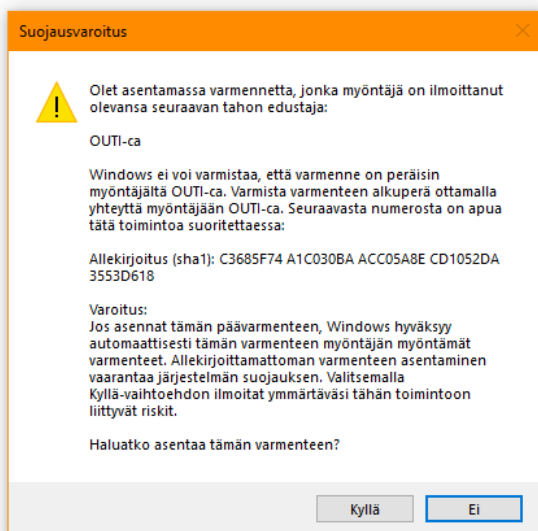 Suojausvaroitus
Olet asentamassa varmennetta, jonka myöntäjä on ilmoittanut
olevansa seuraavan tahon edustaja:
OUTI-ca
Windows ei voi varmistaa, että varmenne on peräisin
myöntäjältä OUTI-ca. Varmista varmenteen alkuperä ottamalla
yhteyttä myöntäjään OUTI-ca. Seuraavasta numerosta on apua
tätä toimintoa suoritettaessa:
Allekirjoitus (sha1): C3685F74 A1C030BA ACC05A8E CD1052DA
3553D618
Varoitus:
Jos asennat tämän päävarmenteen, Windows hyväksyy
automaattisesti tämän varmenteen myöntäjän myöntämät
varmenteet. Allekirjoittamattoman varmenteen asentaminen
vaarantaa järjestelmän suojauksen. Valitsemalla
Kyllä-vaihtoehdon ilmoitat ymmärtäväsi tähän toimintoon
liittyvät riskit.
Haluatko asentaa tämän varmenteen?
Kyllä
Ei